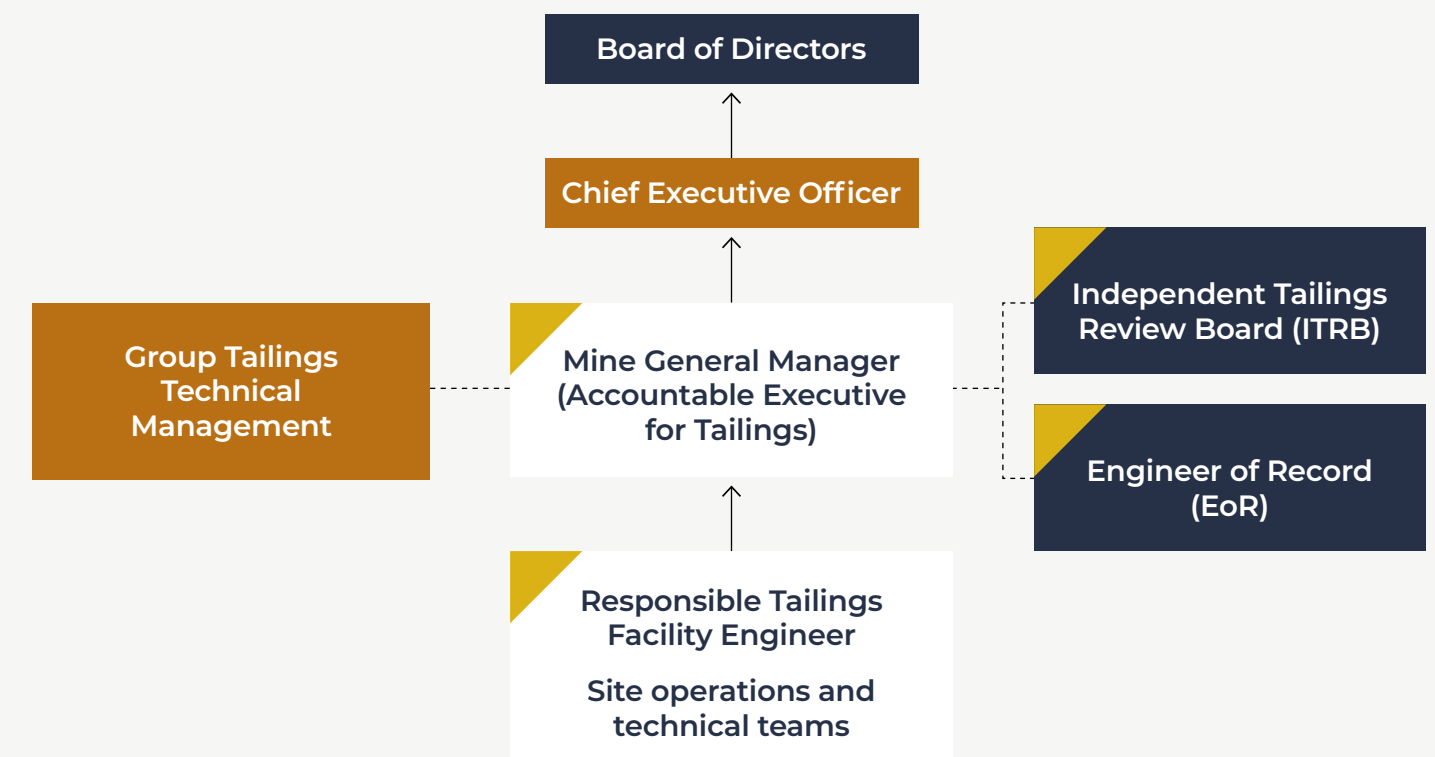 Board of Directors
Chief Executive Officer
Group Tailings
Technical
Management
Mine General Manager
(Accountable Executive
for Tailings)
Independent Tailings
Review Board (ITRB)
Engineer of Record
(EoR)
Responsible Tailings
Facility Engineer
Site operations and
technical teams